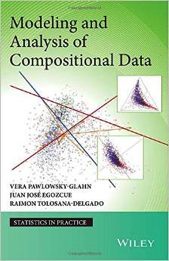 Modeling and
Analysis of
Compositional Data
VERA PAWLOWSKY-GLAHN
JUAN JOSÉ EGOZCUE
RAIMON TOLOSANA-DELGADO
STATISTICS IN PRACTICE
WILEY